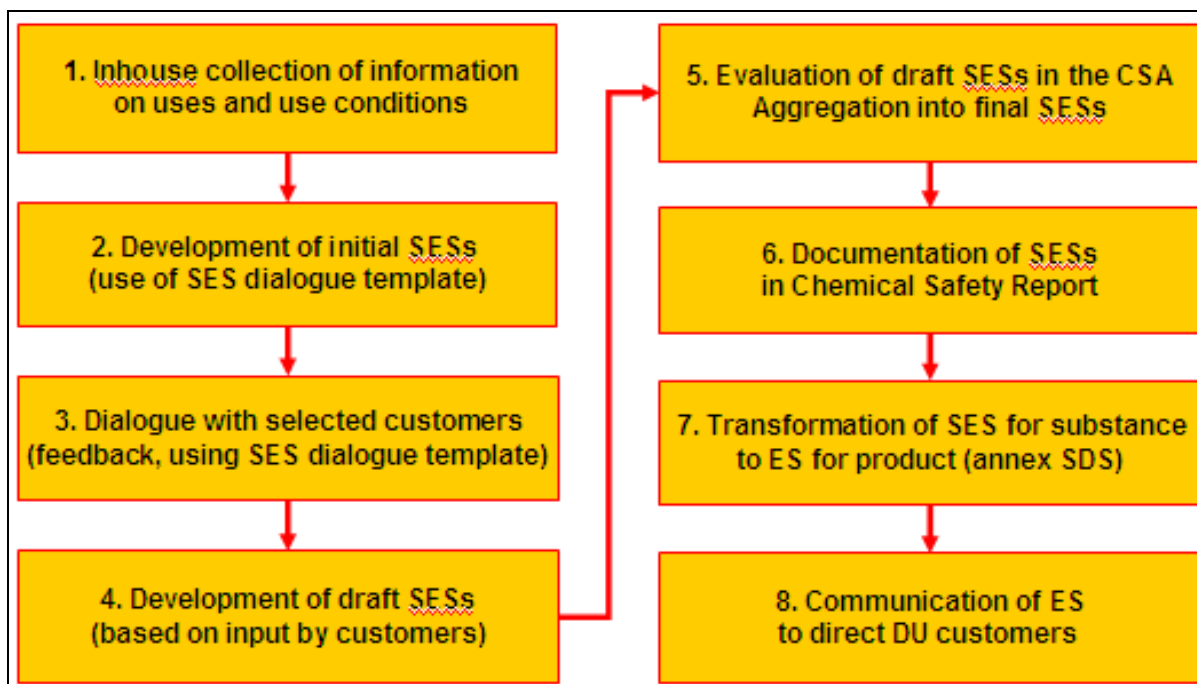 1. Inhouse collection of information
on uses and use conditions
2. Development of initial SESs
(use of SES dialogue template)
3. Dialogue with selected customers
(feedback, using SES dialogue template)
4. Development of draft SESs
(based on input by customers)
5. Evaluation of draft SESs in the CSA
Aggregation into final SESs
6. Documentation of SESs
in Chemical Safety Report
7. Transformation of SES for substance
to ES for product (annex SDS)
8. Communication of ES
to direct DU customers